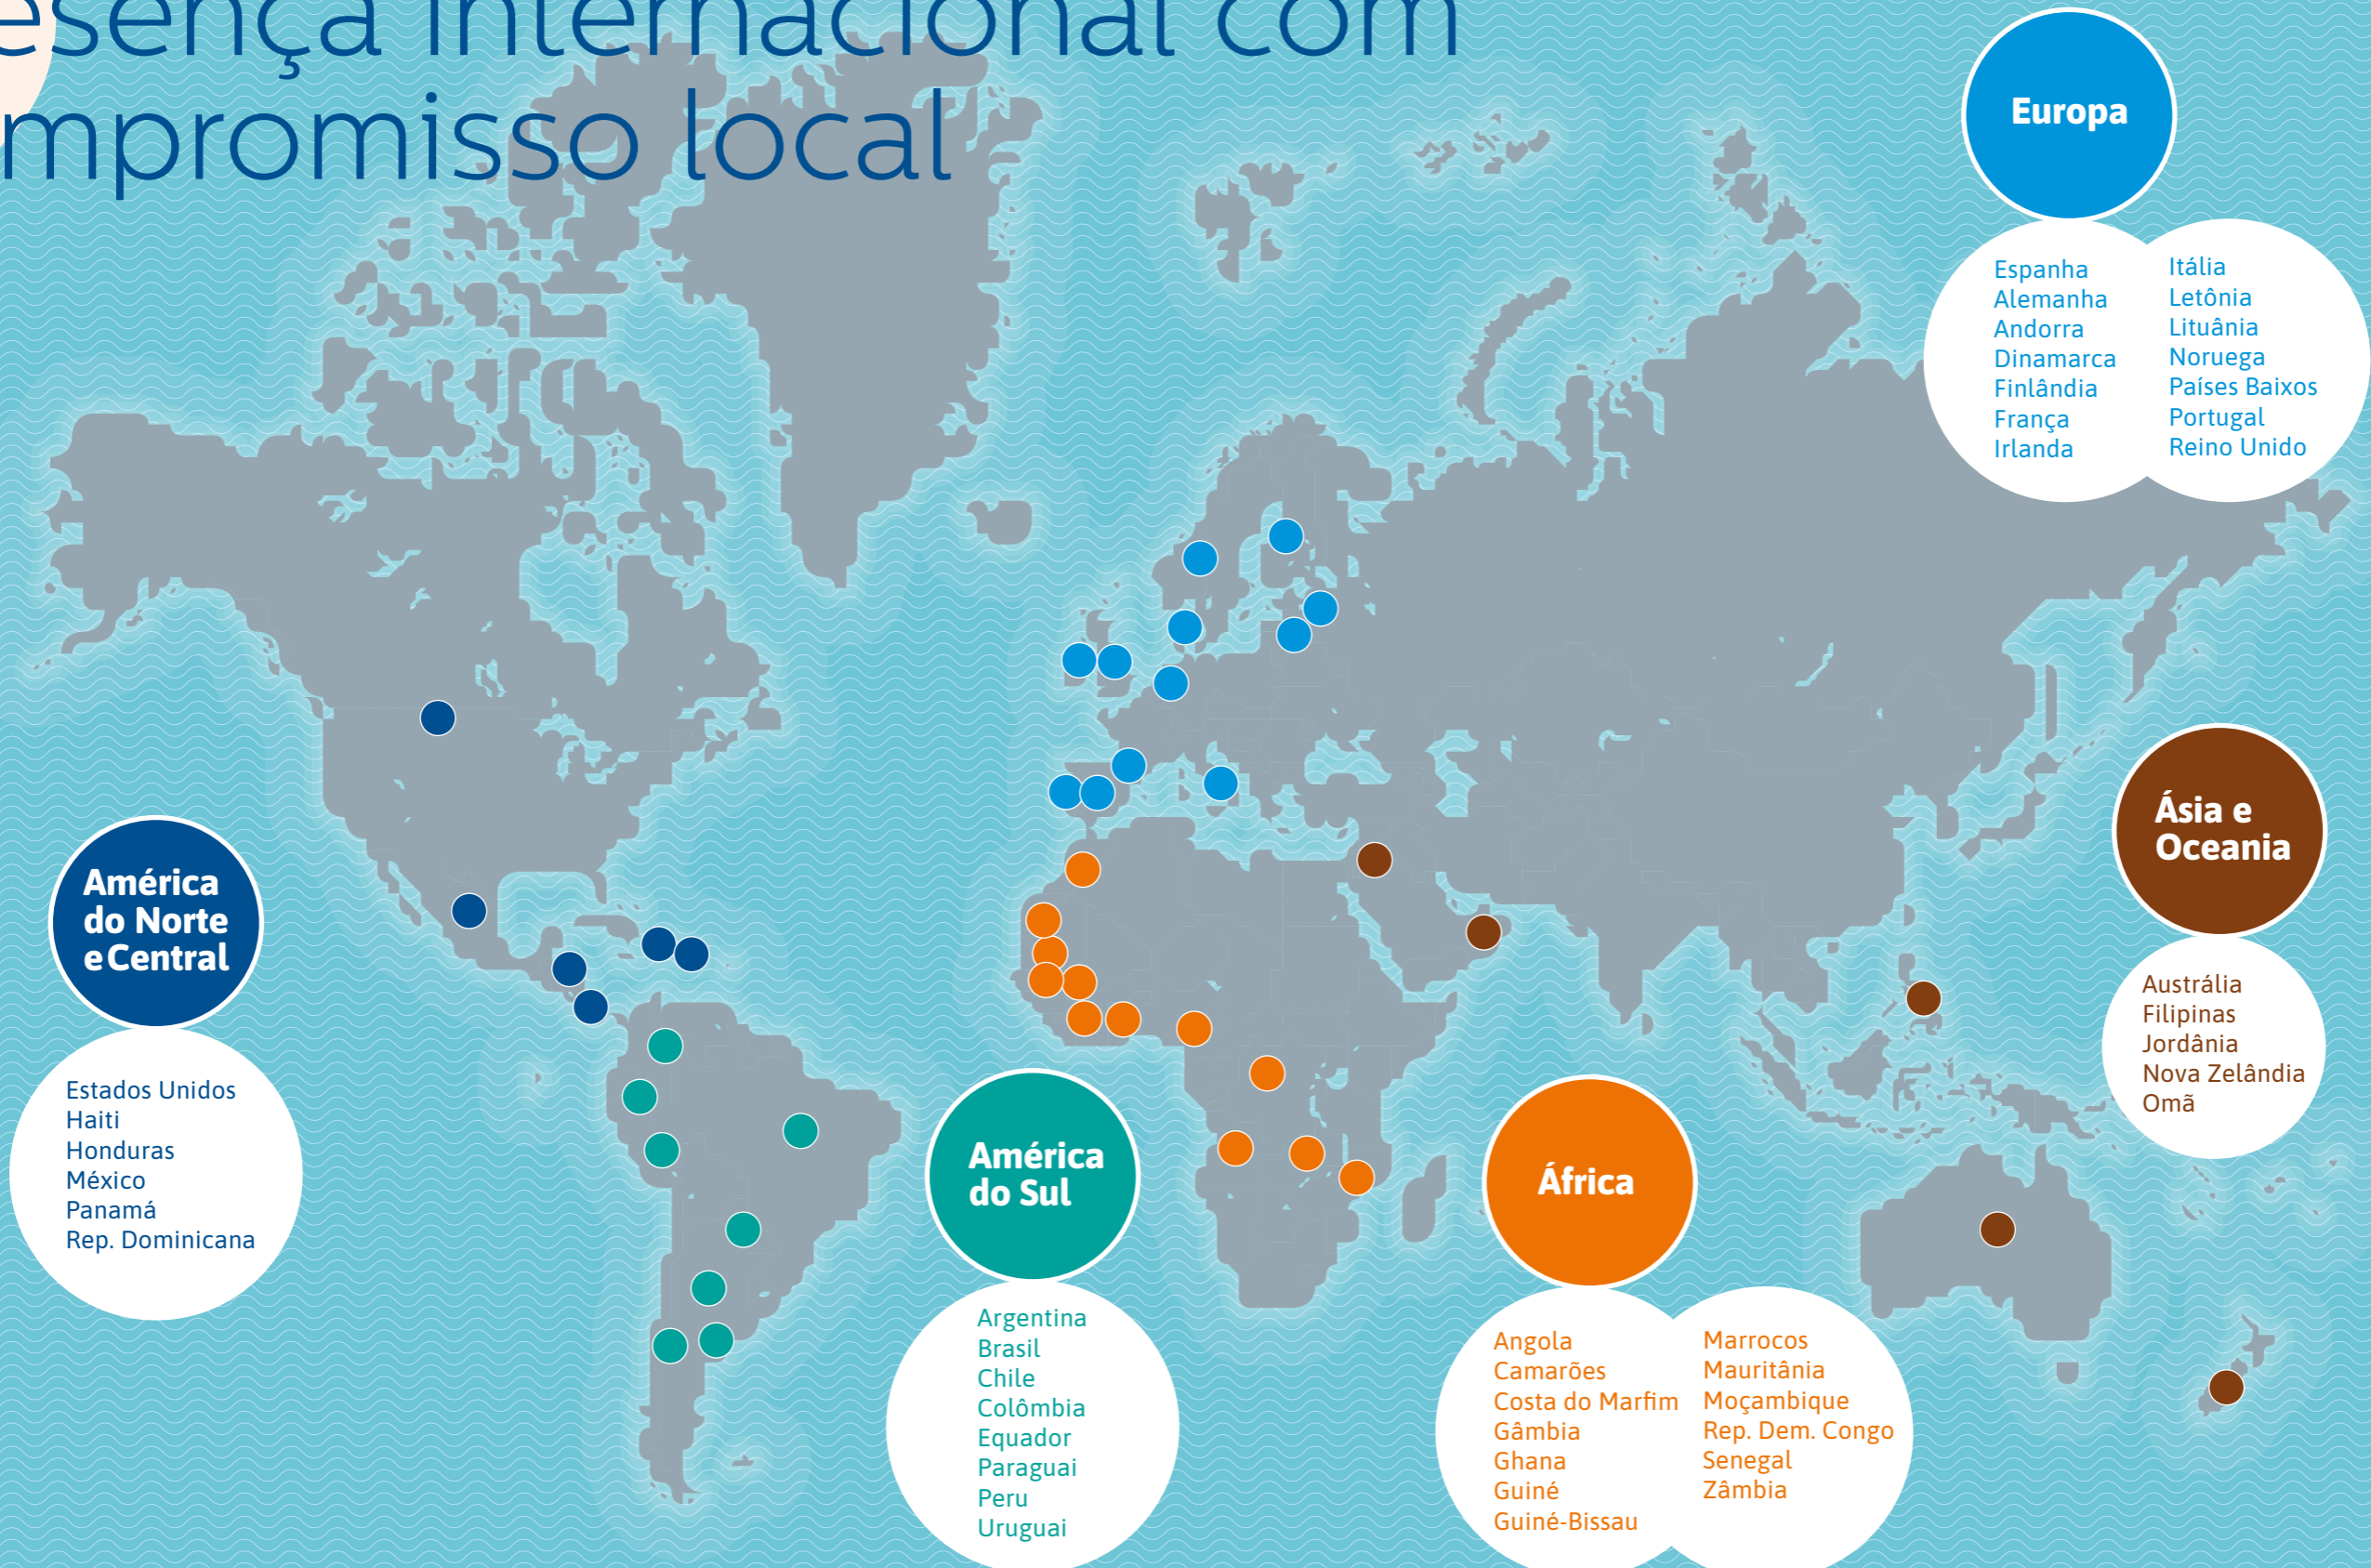 esença internacional com
mpromisso local
Europa
Espanha
Alemanha
Andorra
Dinamarca
Finlândia
França
Irlanda
Itália
Letônia
Lituânia
Noruega
Países Baixos
Portugal
Reino Unido
Ásia e
Oceania
Austrália
Filipinas
Jordânia
Nova Zelândia
Omã
América
do Norte
e Central
Estados Unidos
Haiti
Honduras
México
Panamá
Rep. Dominicana
América
do Sul
Argentina
Brasil
Chile
Colômbia
Equador
Paraguai
Peru
Uruguai
África
Angola
Camarões
Costa do Marfim
Gâmbia
Ghana
Guiné
Guiné-Bissau
Marrocos
Mauritânia
Moçambique
Rep. Dem. Congo
Senegal
Zâmbia